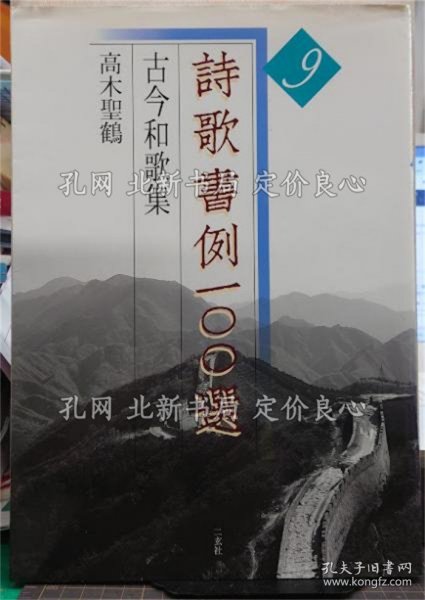 9
詩歌書例一〇〇選
古今和歌集
高木聖鶴
孔网 北新书局 定价良心
孔网 北新书局 定价良心
二玄社
孔夫子旧书网
www.kongfz.com